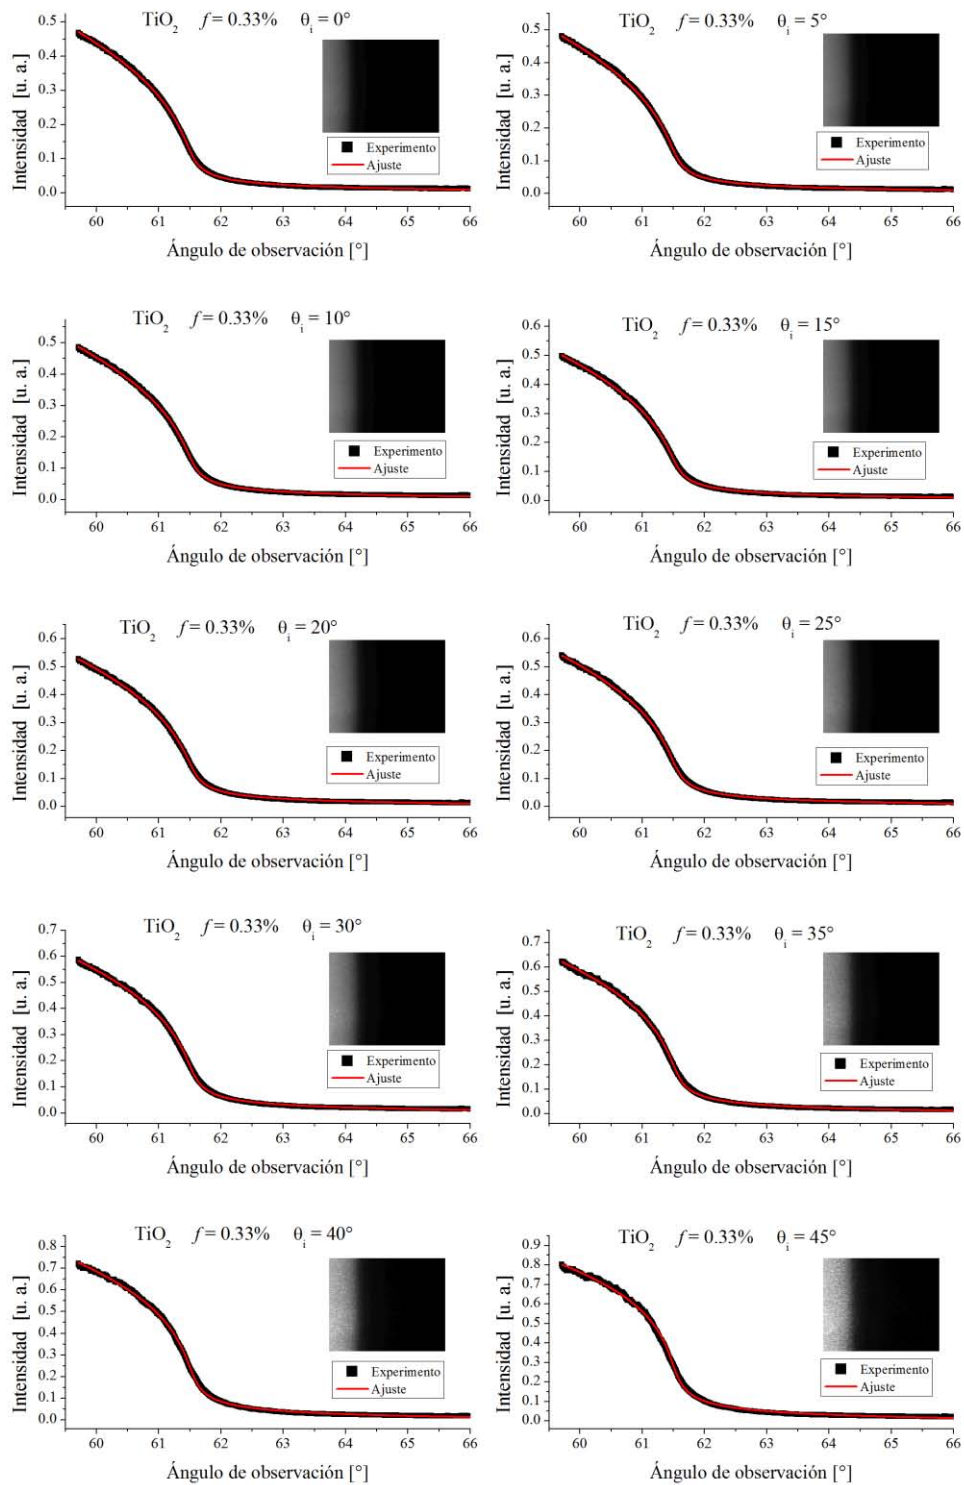 TiO2 f = 0.33% θi = 0°
Intensidad [u. a.]
0.5
0.4
0.3
0.2
0.1
0.0
Experimento
Ajuste
60 61 62 63 64 65 66
Ángulo de observación [°]
TiO2 f = 0.33% θi = 5°
Intensidad [u. a.]
0.5
0.4
0.3
0.2
0.1
0.0
Experimento
Ajuste
60 61 62 63 64 65 66
Ángulo de observación [°]
TiO2 f = 0.33% θi = 10°
Intensidad [u. a.]
0.5
0.4
0.3
0.2
0.1
0.0
Experimento
Ajuste
60 61 62 63 64 65 66
Ángulo de observación [°]
TiO2 f = 0.33% θi = 15°
Intensidad [u. a.]
0.6
0.5
0.4
0.3
0.2
0.1
0.0
Experimento
Ajuste
60 61 62 63 64 65 66
Ángulo de observación [°]
TiO2 f = 0.33% θi = 20°
Intensidad [u. a.]
0.6
0.5
0.4
0.3
0.2
0.1
0.0
Experimento
Ajuste
60 61 62 63 64 65 66
Ángulo de observación [°]
TiO2 f = 0.33% θi = 25°
Intensidad [u. a.]
0.6
0.5
0.4
0.3
0.2
0.1
0.0
Experimento
Ajuste
60 61 62 63 64 65 66
Ángulo de observación [°]
TiO2 f = 0.33% θi = 30°
Intensidad [u. a.]
0.7
0.6
0.5
0.4
0.3
0.2
0.1
0.0
Experimento
Ajuste
60 61 62 63 64 65 66
Ángulo de observación [°]
TiO2 f = 0.33% θi = 35°
Intensidad [u. a.]
0.7
0.6
0.5
0.4
0.3
0.2
0.1
0.0
Experimento
Ajuste
60 61 62 63 64 65 66
Ángulo de observación [°]
TiO2 f = 0.33% θi = 40°
Intensidad [u. a.]
0.8
0.7
0.6
0.5
0.4
0.3
0.2
0.1
0.0
Experimento
Ajuste
60 61 62 63 64 65 66
Ángulo de observación [°]
TiO2 f = 0.33% θi = 45°
Intensidad [u. a.]
0.9
0.8
0.7
0.6
0.5
0.4
0.3
0.2
0.1
0.0
Experimento
Ajuste
60 61 62 63 64 65 66
Ángulo de observación [°]